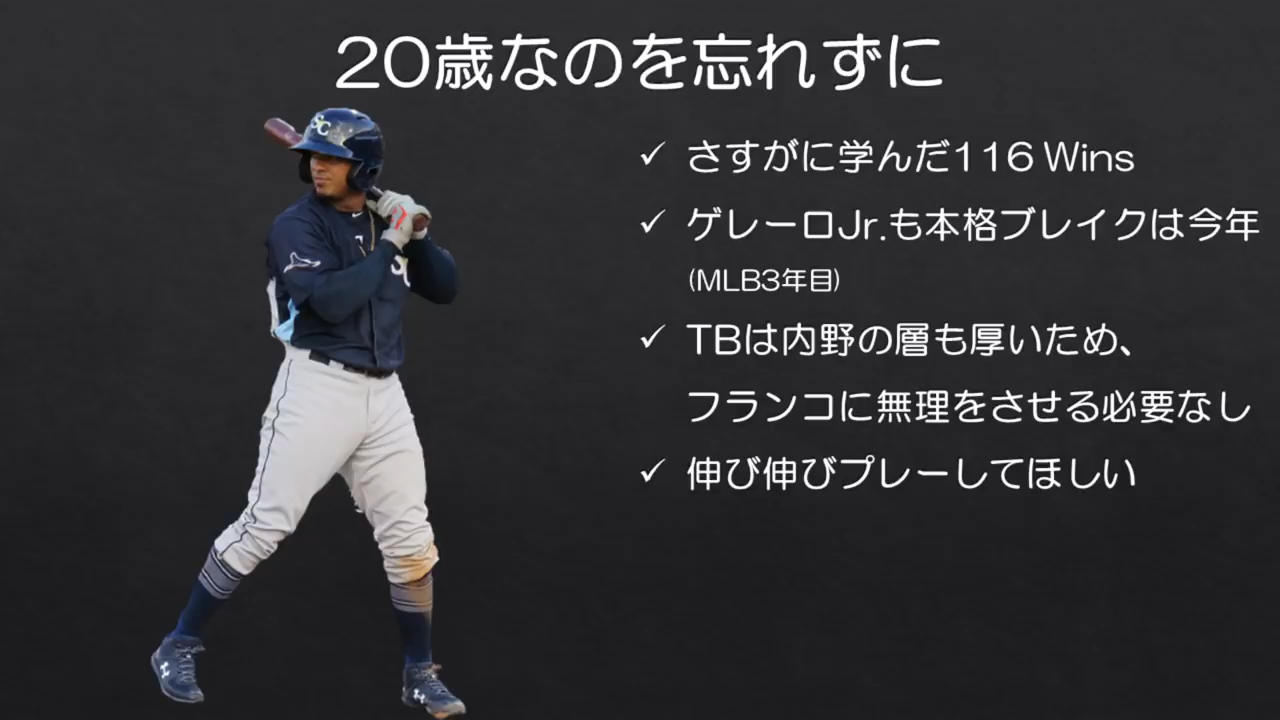 20歳なのを忘れずに
SC
✓ さすがに学んだ116 Wins
✓ ゲレーロJr.も本格ブレイクは今年
(MLB3年目)
✓ TBは内野の層も厚いため、
フランコに無理をさせる必要なし
✓ 伸び伸びプレーしてほしい
SC